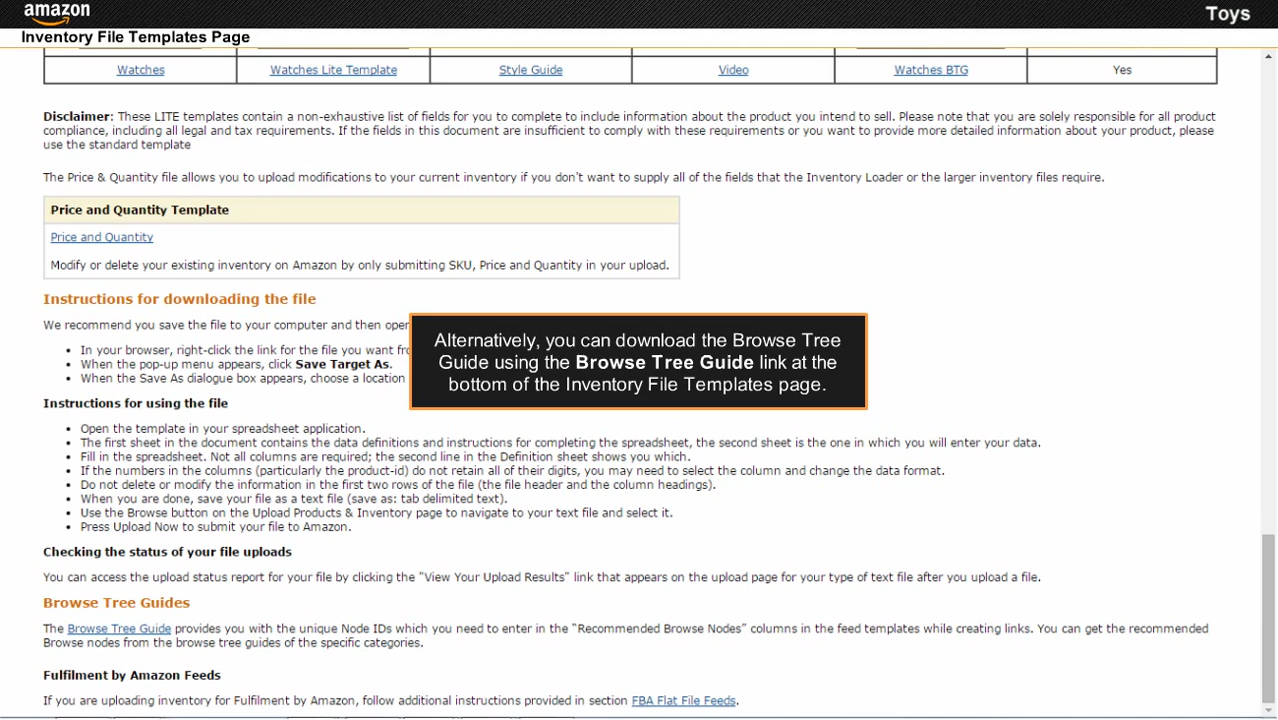 amazon
Toys
Inventory File Templates Page
Watches Watches Lite Template Style Guide Video Watches BTG Yes
Disclaimer: These LITE templates contain a non-exhaustive list of fields for you to complete to include information about the product you intend to sell. Please note that you are solely responsible for all product
compliance, including all legal and tax requirements. If the fields in this document are insufficient to comply with these requirements or you want to provide more detailed information about your product, please
use the standard template
The Price & Quantity file allows you to upload modifications to your current inventory if you don't want to supply all of the fields that the Inventory Loader or the larger inventory files require.
Price and Quantity Template
Price and Quantity
Modify or delete your existing inventory on Amazon by only submitting SKU, Price and Quantity in your upload.
Instructions for downloading the file
We recommend you save the file to your computer and then oper
• In your browser, right-click the link for the file you want fr
• When the pop-up menu appears, click Save Target As.
• When the Save As dialogue box appears, choose a location
Alternatively, you can download the Browse Tree
Guide using the Browse Tree Guide link at the
bottom of the Inventory File Templates page.
Instructions for using the file
• Open the template in your spreadsheet application.
• The first sheet in the document contains the data definitions and instructions for completing the spreadsheet, the second sheet is the one in which you will enter your data.
• Fill in the spreadsheet. Not all columns are required; the second line in the Definition sheet shows you which.
• If the numbers in the columns (particularly the product-id) do not retain all of their digits, you may need to select the column and change the data format.
• Do not delete or modify the information in the first two rows of the file (the file header and the column headings).
• When you are done, save your file as a text file (save as: tab delimited text).
• Use the Browse button on the Upload Products & Inventory page to navigate to your text file and select it.
• Press Upload Now to submit your file to Amazon.
Checking the status of your file uploads
You can access the upload status report for your file by clicking the "View Your Upload Results" link that appears on the upload page for your type of text file after you upload a file.
Browse Tree Guides
The Browse Tree Guide provides you with the unique Node IDs which you need to enter in the "Recommended Browse Nodes" columns in the feed templates while creating links. You can get the recommended
Browse nodes from the browse tree guides of the specific categories.
Fulfilment by Amazon Feeds
If you are uploading inventory for Fulfilment by Amazon, follow additional instructions provided in section FBA Flat File Feeds.